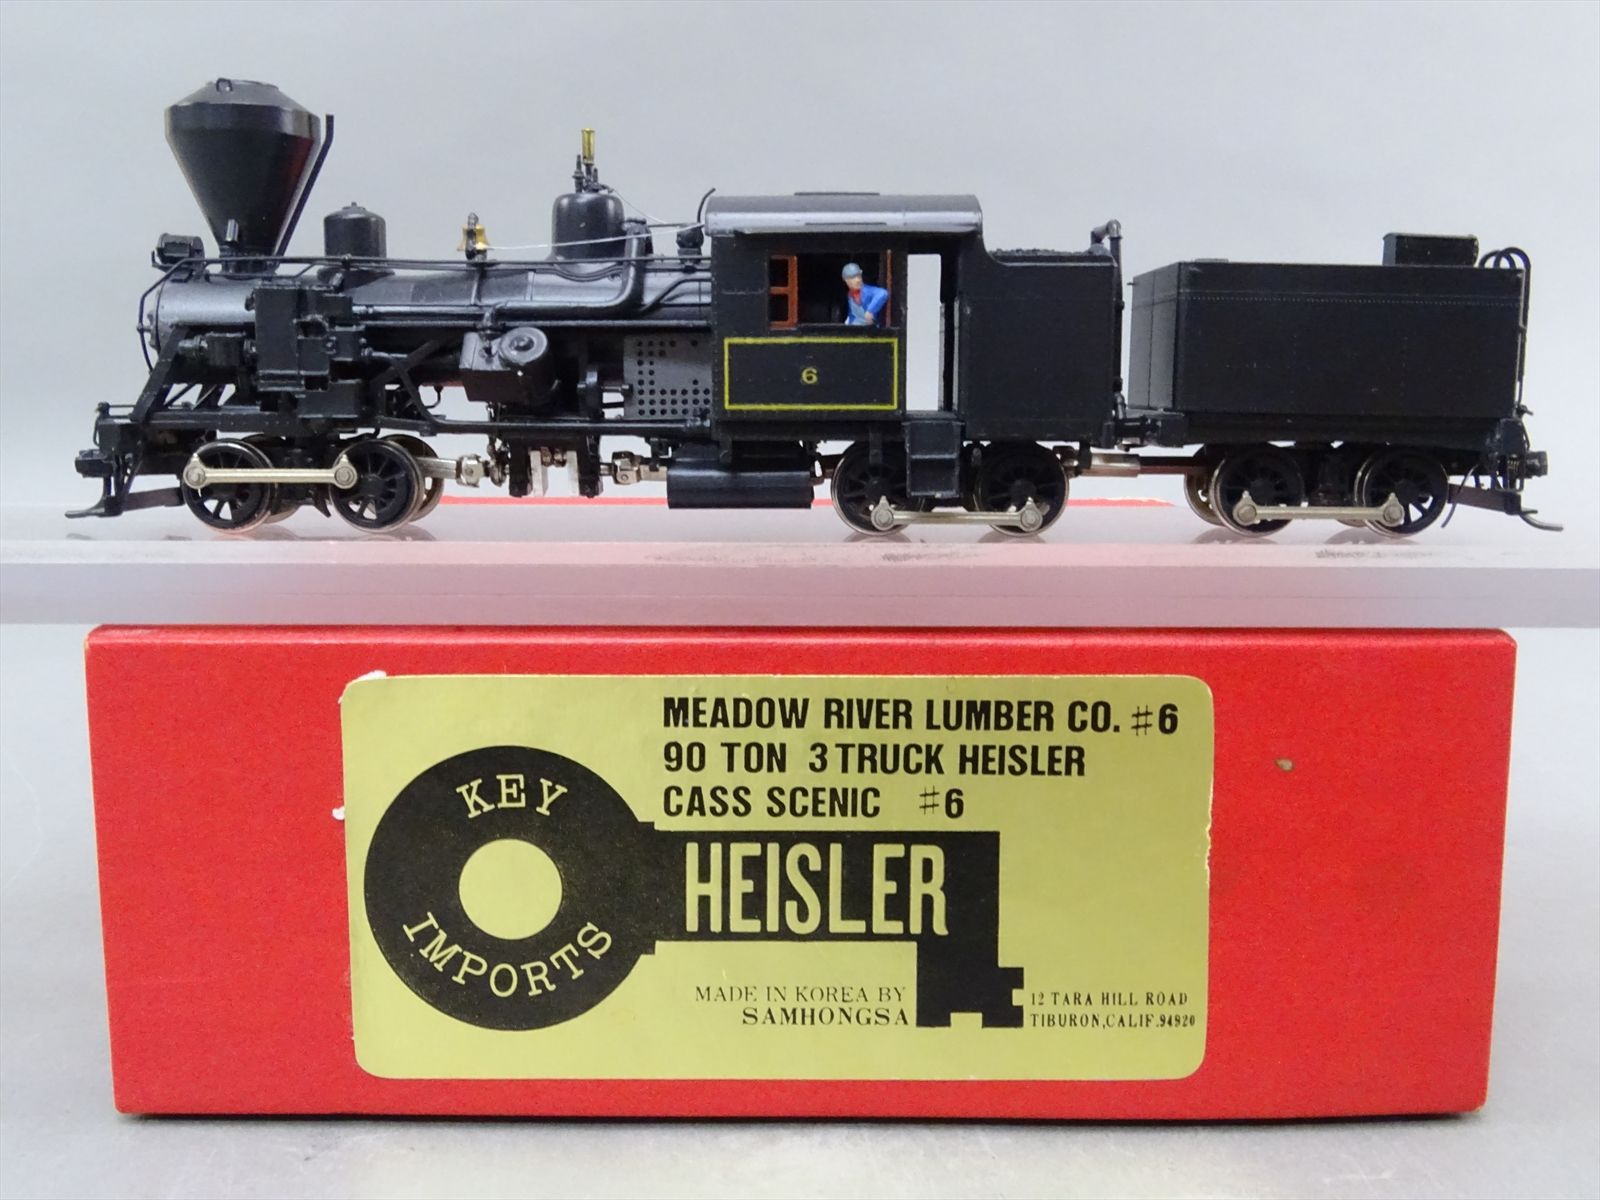 6
MEADOW RIVER LUMBER CO. #6
90 TON 3 TRUCK HEISLER
CASS SCENIC #6
KEY
IMPORTS
HEISLER
MADE IN KOREA BY
SAMHONGSA
12 TARA HILL ROAD
TIBURON,CALIF.94920